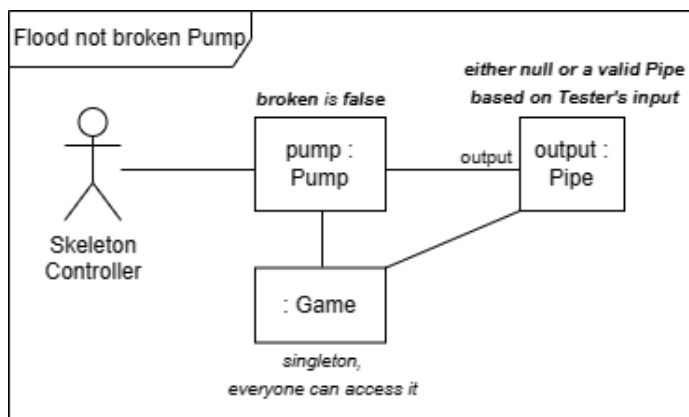 Flood not broken Pump
either null or a valid Pipe
based on Tester's input
broken is false
pump :
Pump
output
output :
Pipe
Skeleton
Controller
: Game
singleton,
everyone can access it